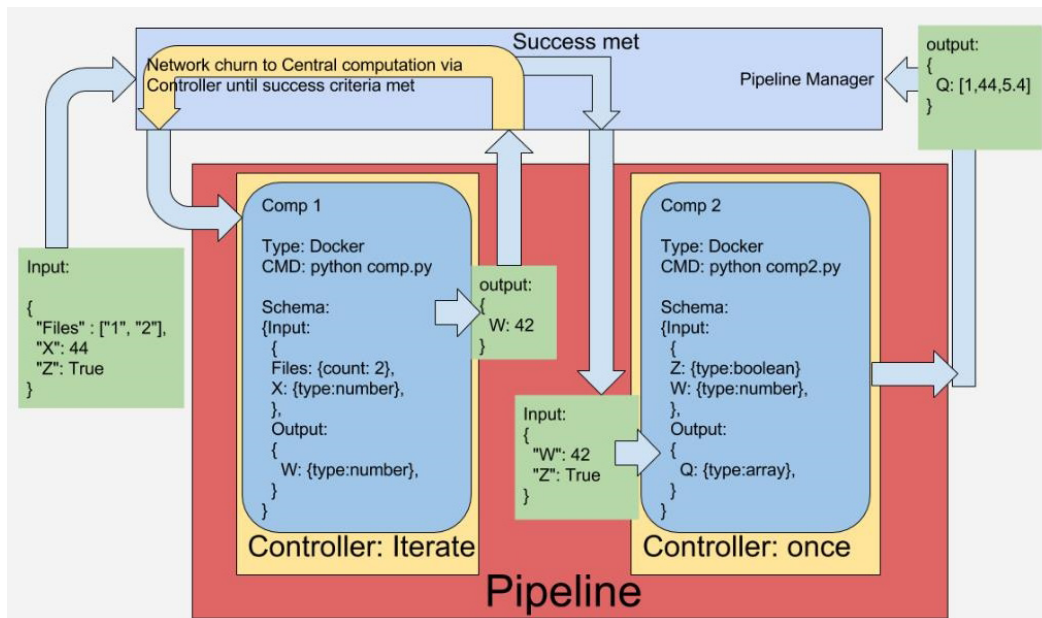 Success met
Network churn to Central computation via
Controller until success criteria met
Pipeline Manager
output:
{
Q: [1,44,5.4]
}
Input:
{
"Files" : ["1", "2"],
"X": 44
"Z": True
}
Comp 1
Type: Docker
CMD: python comp.py
Schema:
{Input:
{
Files: {count: 2},
X: {type:number},
},
Output:
{
W: {type:number},
}
}
Controller: Iterate
output:
{
W: 42
}
Input:
{
"W": 42
"Z": True
}
Comp 2
Type: Docker
CMD: python comp2.py
Schema:
{Input:
{
Z: {type:boolean}
W: {type:number},
},
Output:
{
Q: {type:array},
}
}
Controller: once
Pipeline